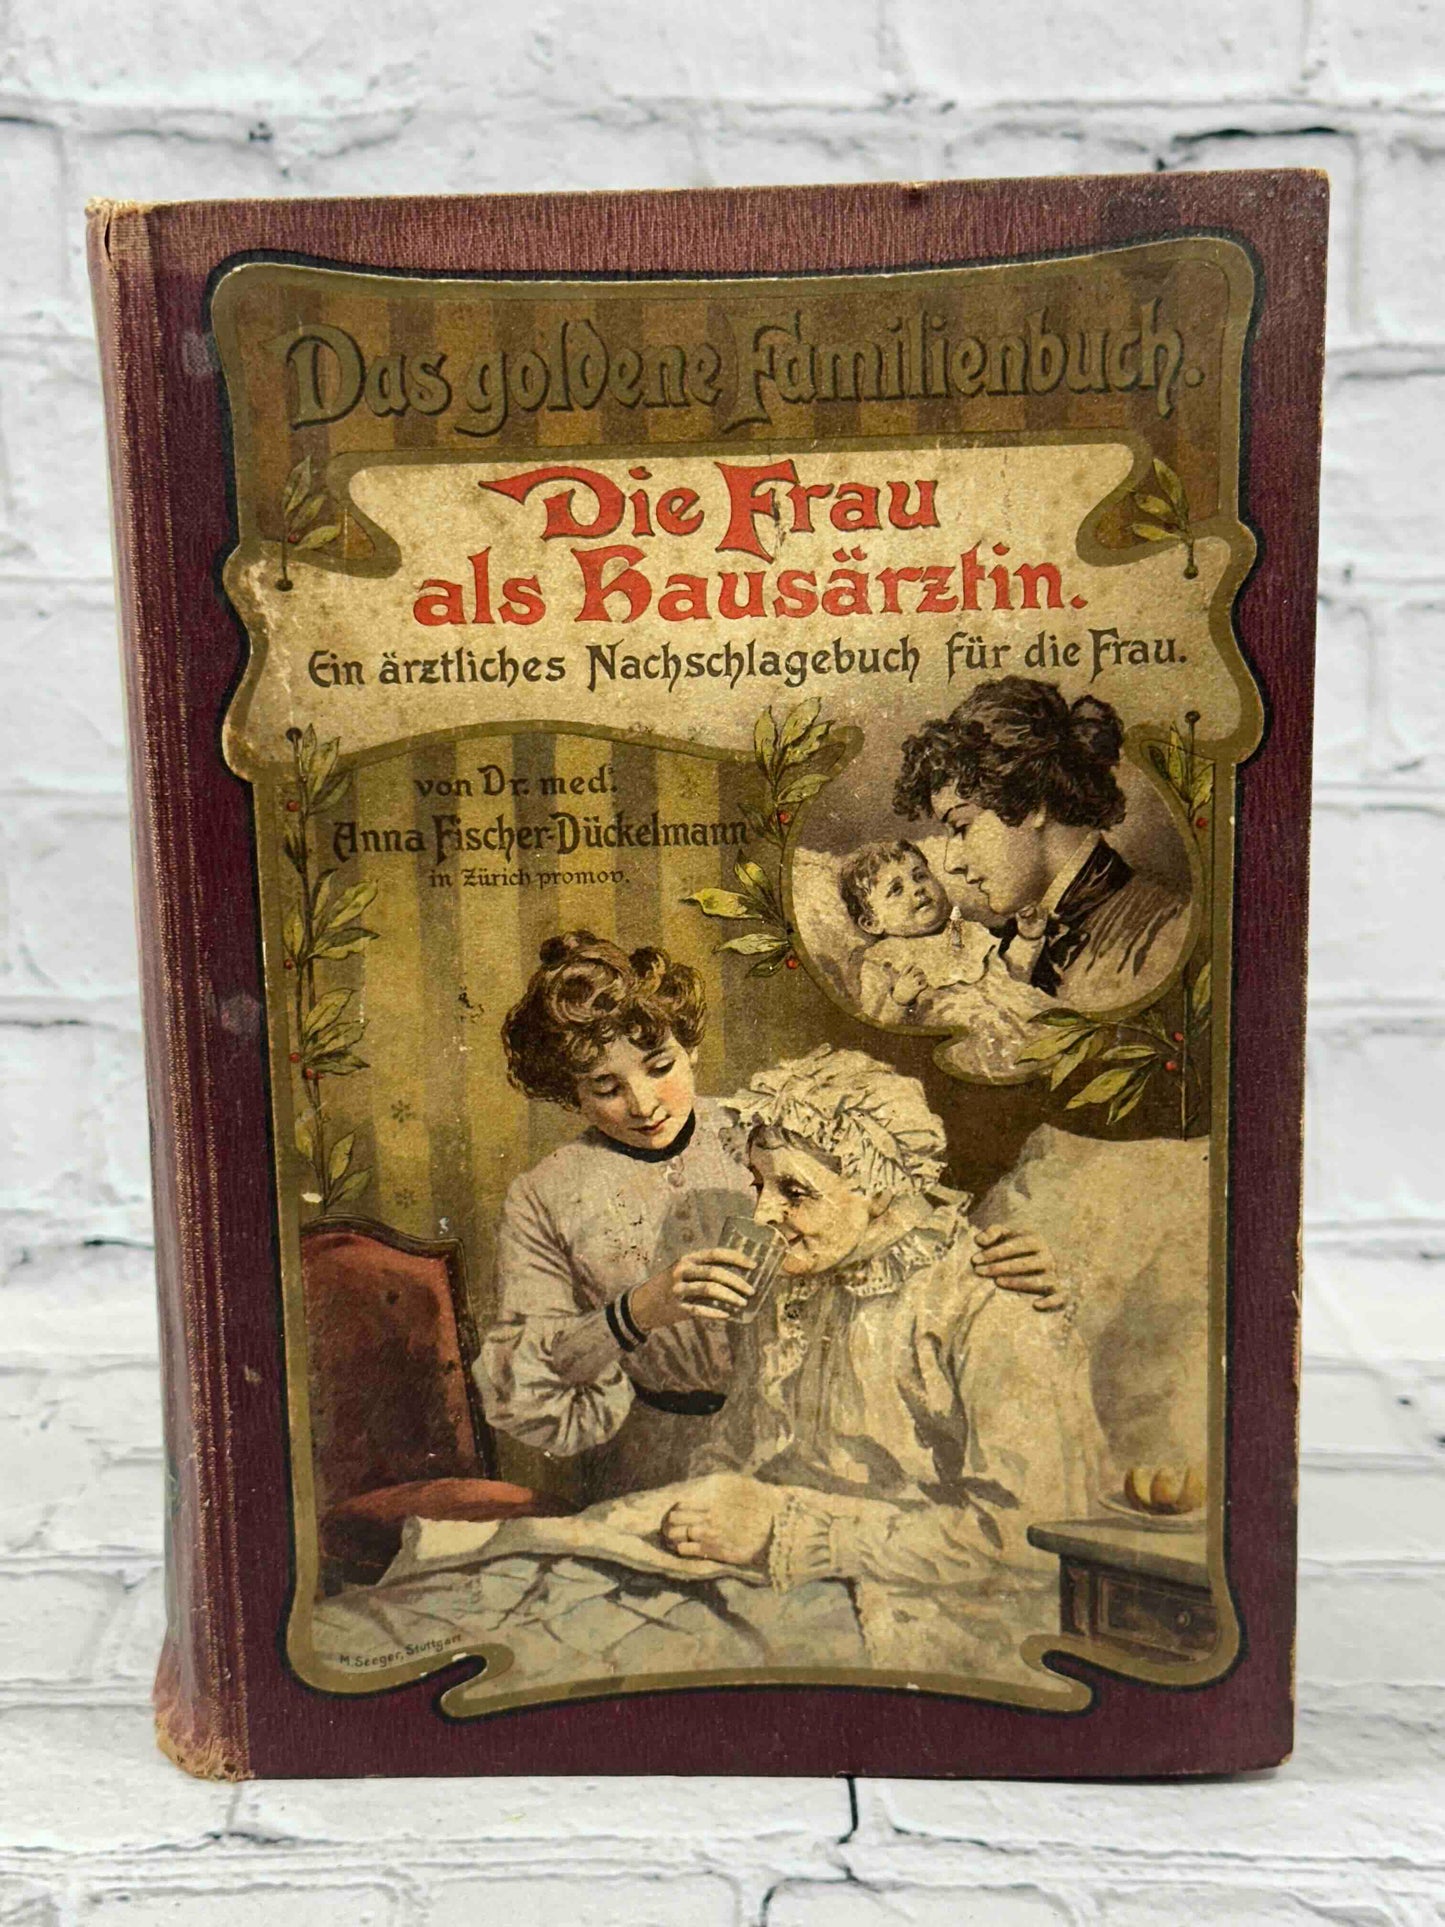 Das goldene Familienbuch.
Die Frau
als Hausärztin.
Ein ärztliches Nachschlagebuch für die Frau.
von Dr. med.
Anna Fischer-Dückelmann
in Zürich promov.
M. Seeger, Stuttgart